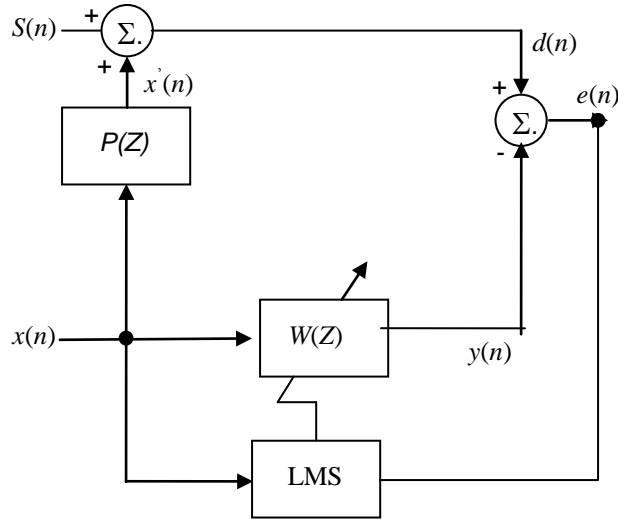 S(n)
+
Σ.
d(n)
+
x'(n)
P(Z)
+
e(n)
Σ.
-
x(n)
W(Z)
y(n)
LMS